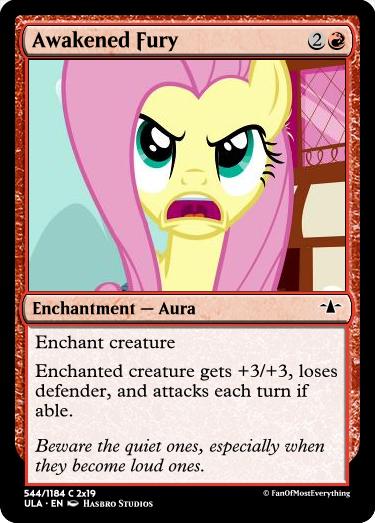 Awakened Fury 2
Enchantment — Aura
Enchant creature
Enchanted creature gets +3/+3, loses
defender, and attacks each turn if
able.
Beware the quiet ones, especially when
they become loud ones.
544/1184 C 2x19
ULA · EN Hasbro Studios © FanOfMostEverything